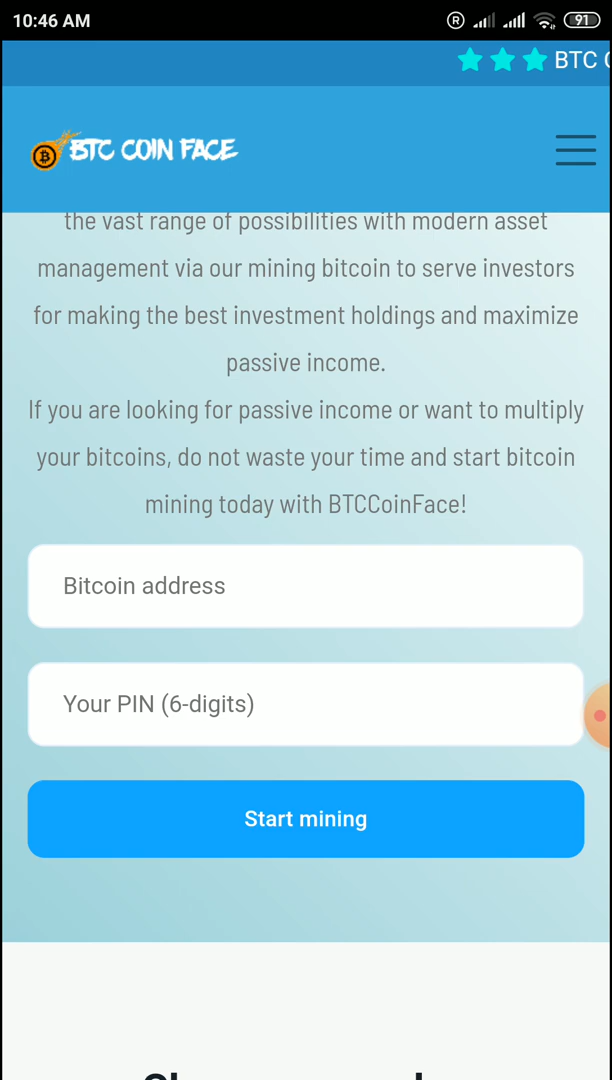 10:46 AM
R
91
BTC
BTC COIN FACE
the vast range of possibilities with modern asset
management via our mining bitcoin to serve investors
for making the best investment holdings and maximize
passive income.
If you are looking for passive income or want to multiply
your bitcoins, do not waste your time and start bitcoin
mining today with BTCCoinFace!
Bitcoin address
Your PIN (6-digits)
Start mining